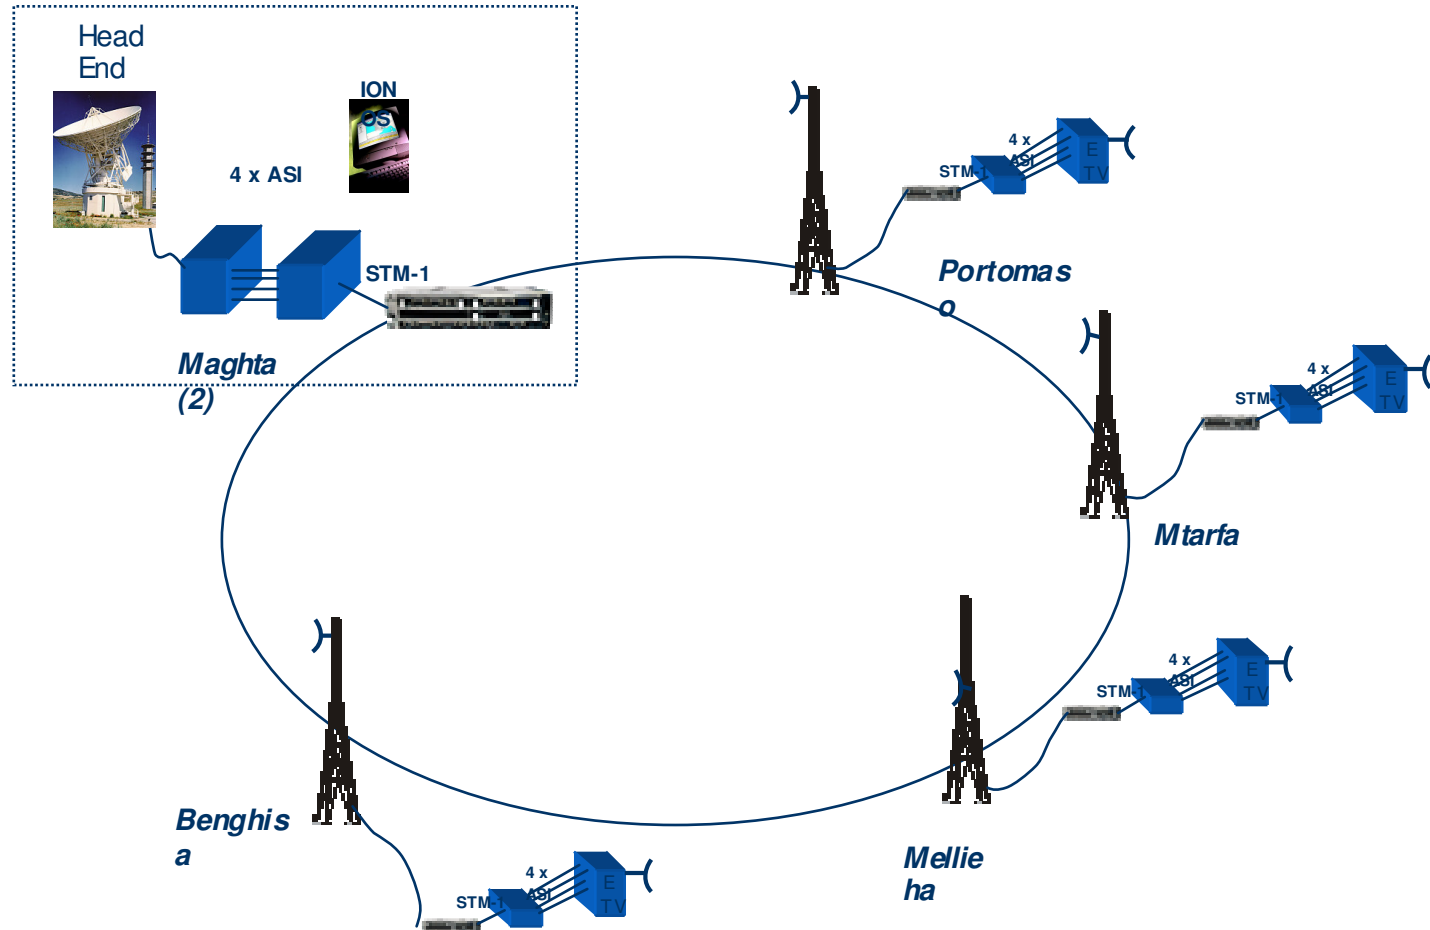 Head
End
ION
OS
4 x ASI
STM-1
Maghta
(2)
4 x
ASI
STM-1
E
TV
Portomas
o
4 x
ASI
STM-1
E
TV
Mtarfa
4 x
ASI
STM-1
E
TV
Mellie
ha
Benghis
a
4 x
ASI
STM-1
E
TV